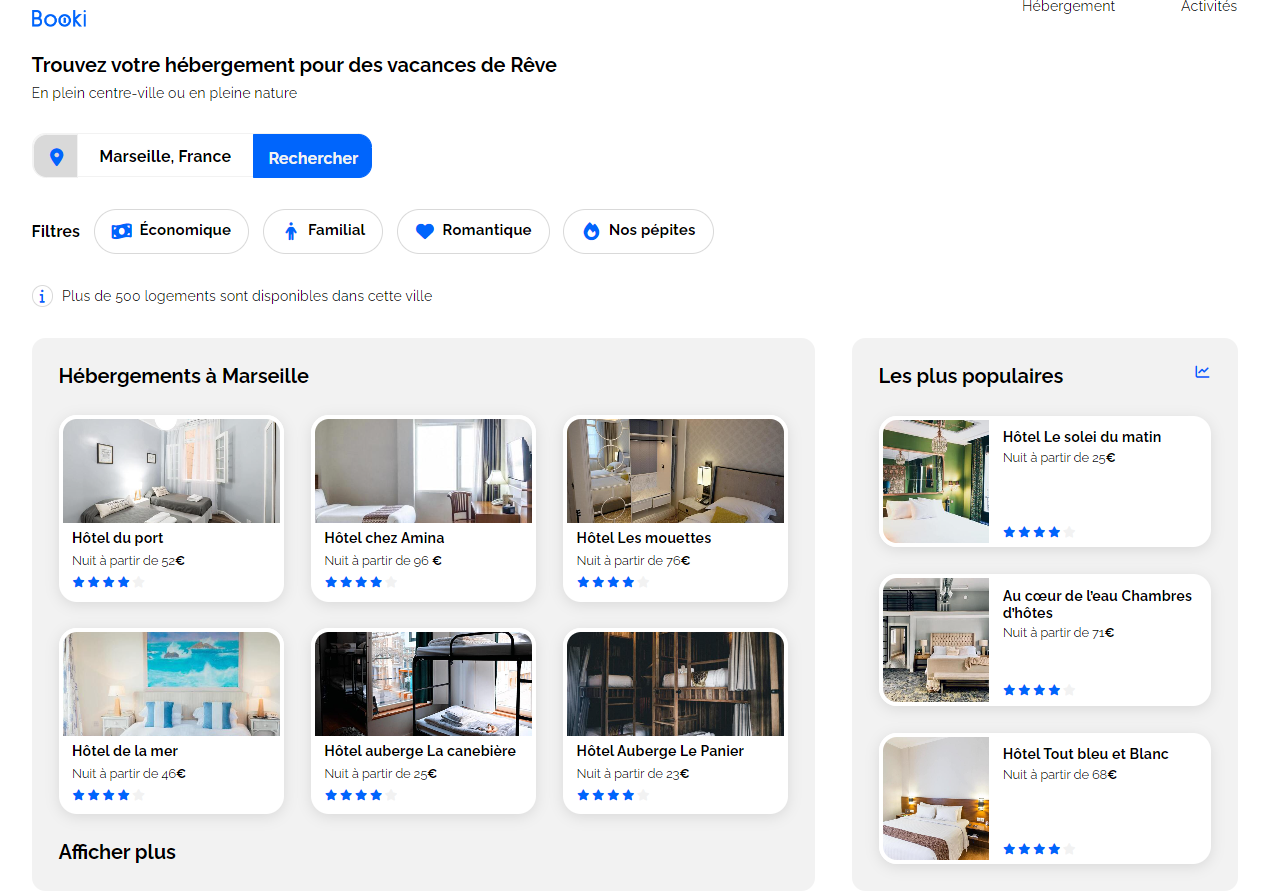 Booki
Hébergement
Activités
Trouvez votre hébergement pour des vacances de Rêve
En plein centre-ville ou en pleine nature
Marseille, France
Rechercher
Filtres
Économique
Familial
Romantique
Nos pépites
Plus de 500 logements sont disponibles dans cette ville
Hébergements à Marseille
Hôtel du port
Nuit à partir de 52€
Hôtel chez Amina
Nuit à partir de 96 €
Hôtel Les mouettes
Nuit à partir de 76€
Hôtel de la mer
Nuit à partir de 46€
Hôtel auberge La canebière
Nuit à partir de 25€
Hôtel Auberge Le Panier
Nuit à partir de 23€
Afficher plus
Les plus populaires
Hôtel Le solei du matin
Nuit à partir de 25€
Au cœur de l'eau Chambres
d'hôtes
Nuit à partir de 71€
Hôtel Tout bleu et Blanc
Nuit à partir de 68€